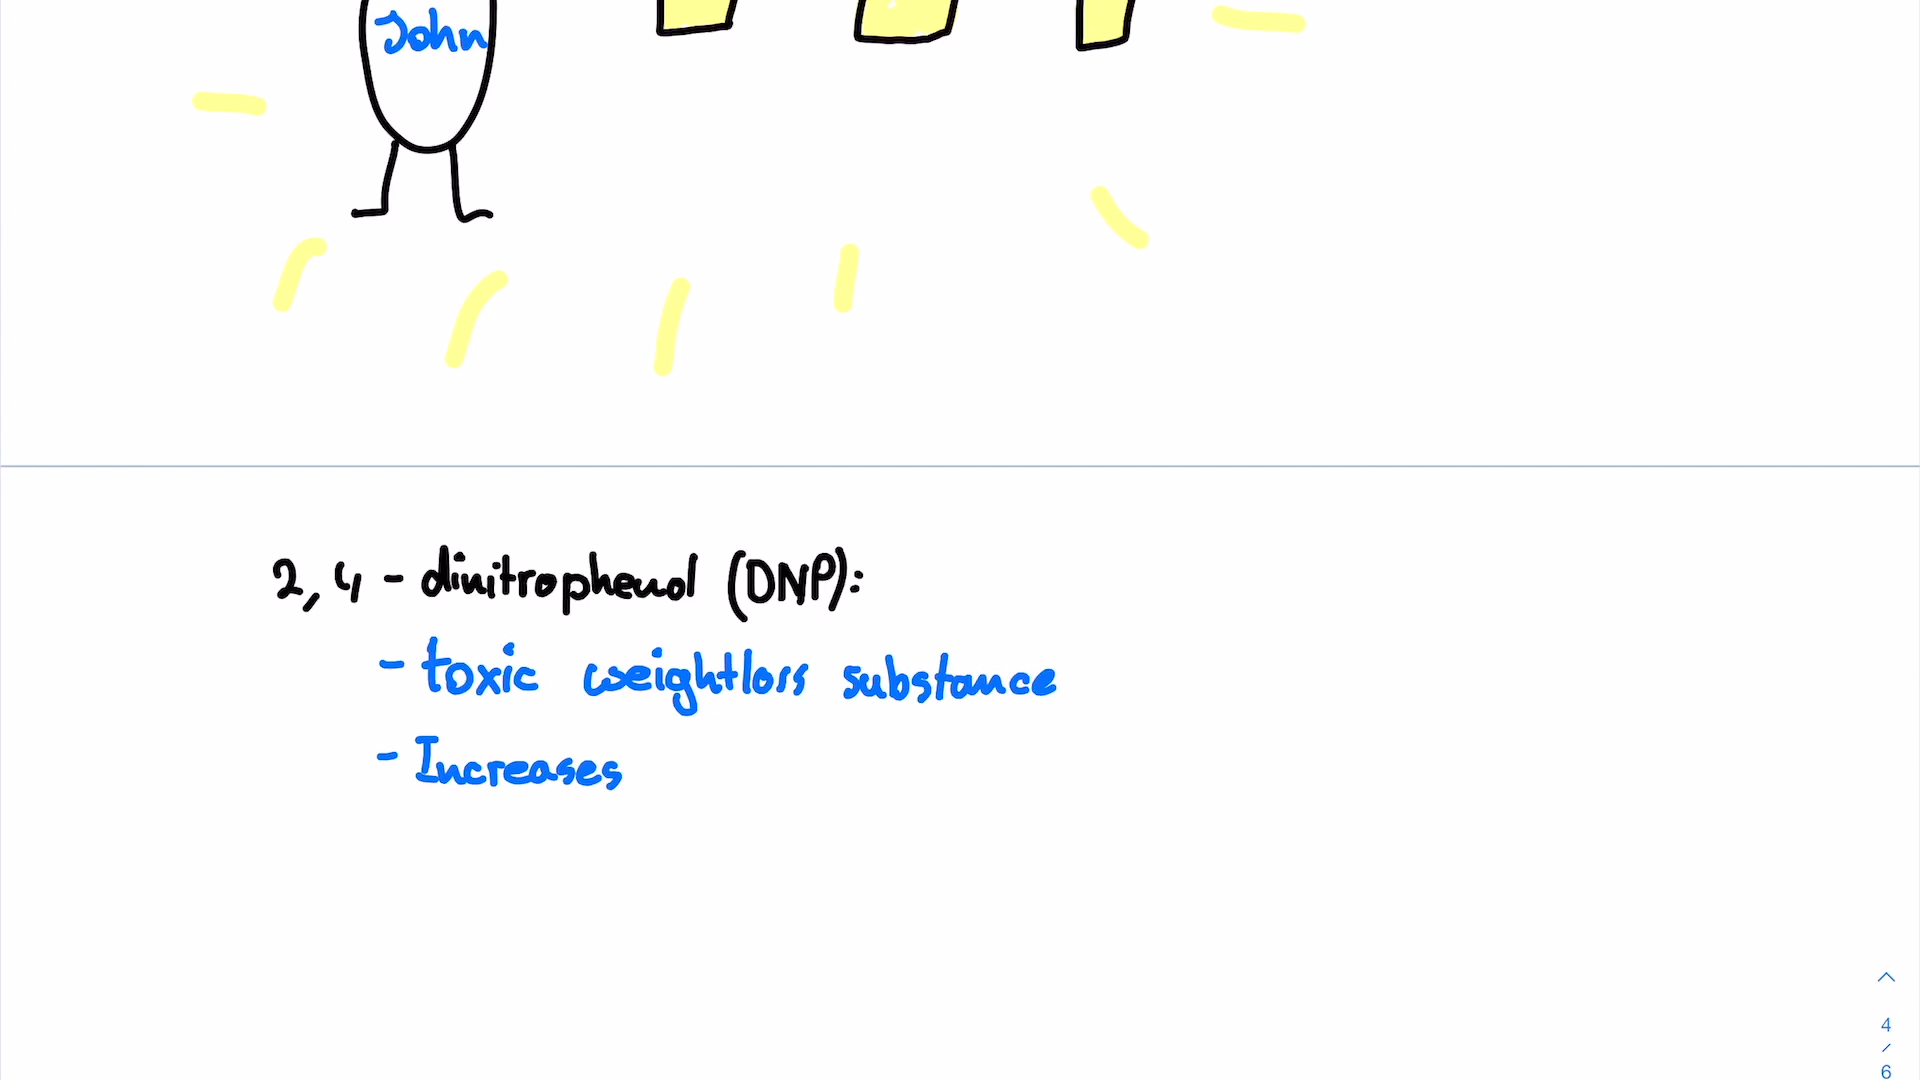 John
2,4 - dinitrophenol (DNP):
- toxic weightloss substance
- Increases
4
/
6